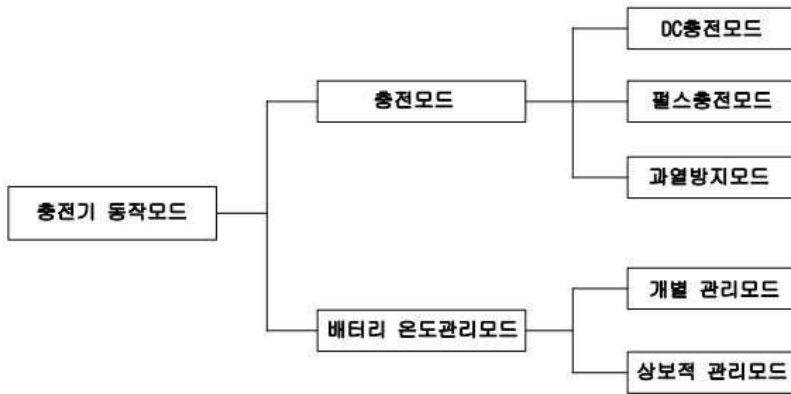 DC충전모드
충전모드
펄스충전모드
과열방지모드
충전기 동작모드
개별 관리모드
배터리 온도관리모드
상보적 관리모드